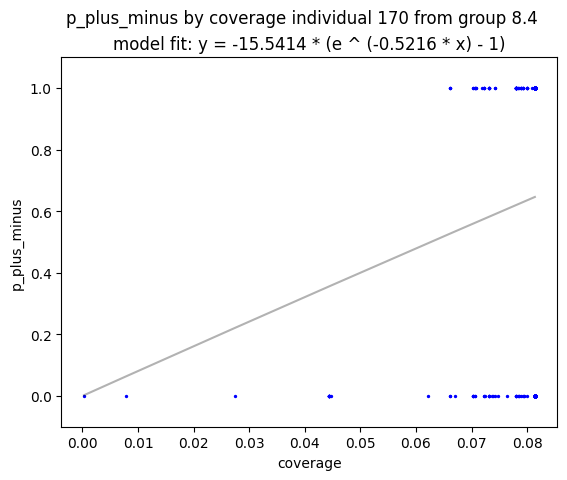 p_plus_minus by coverage individual 170 from group 8.4
model fit: y = -15.5414 * (e ^ (-0.5216 * x) - 1)
1.0
0.8
0.6
0.4
0.2
0.0
p_plus_minus
0.00 0.01 0.02 0.03 0.04 0.05 0.06 0.07 0.08
coverage